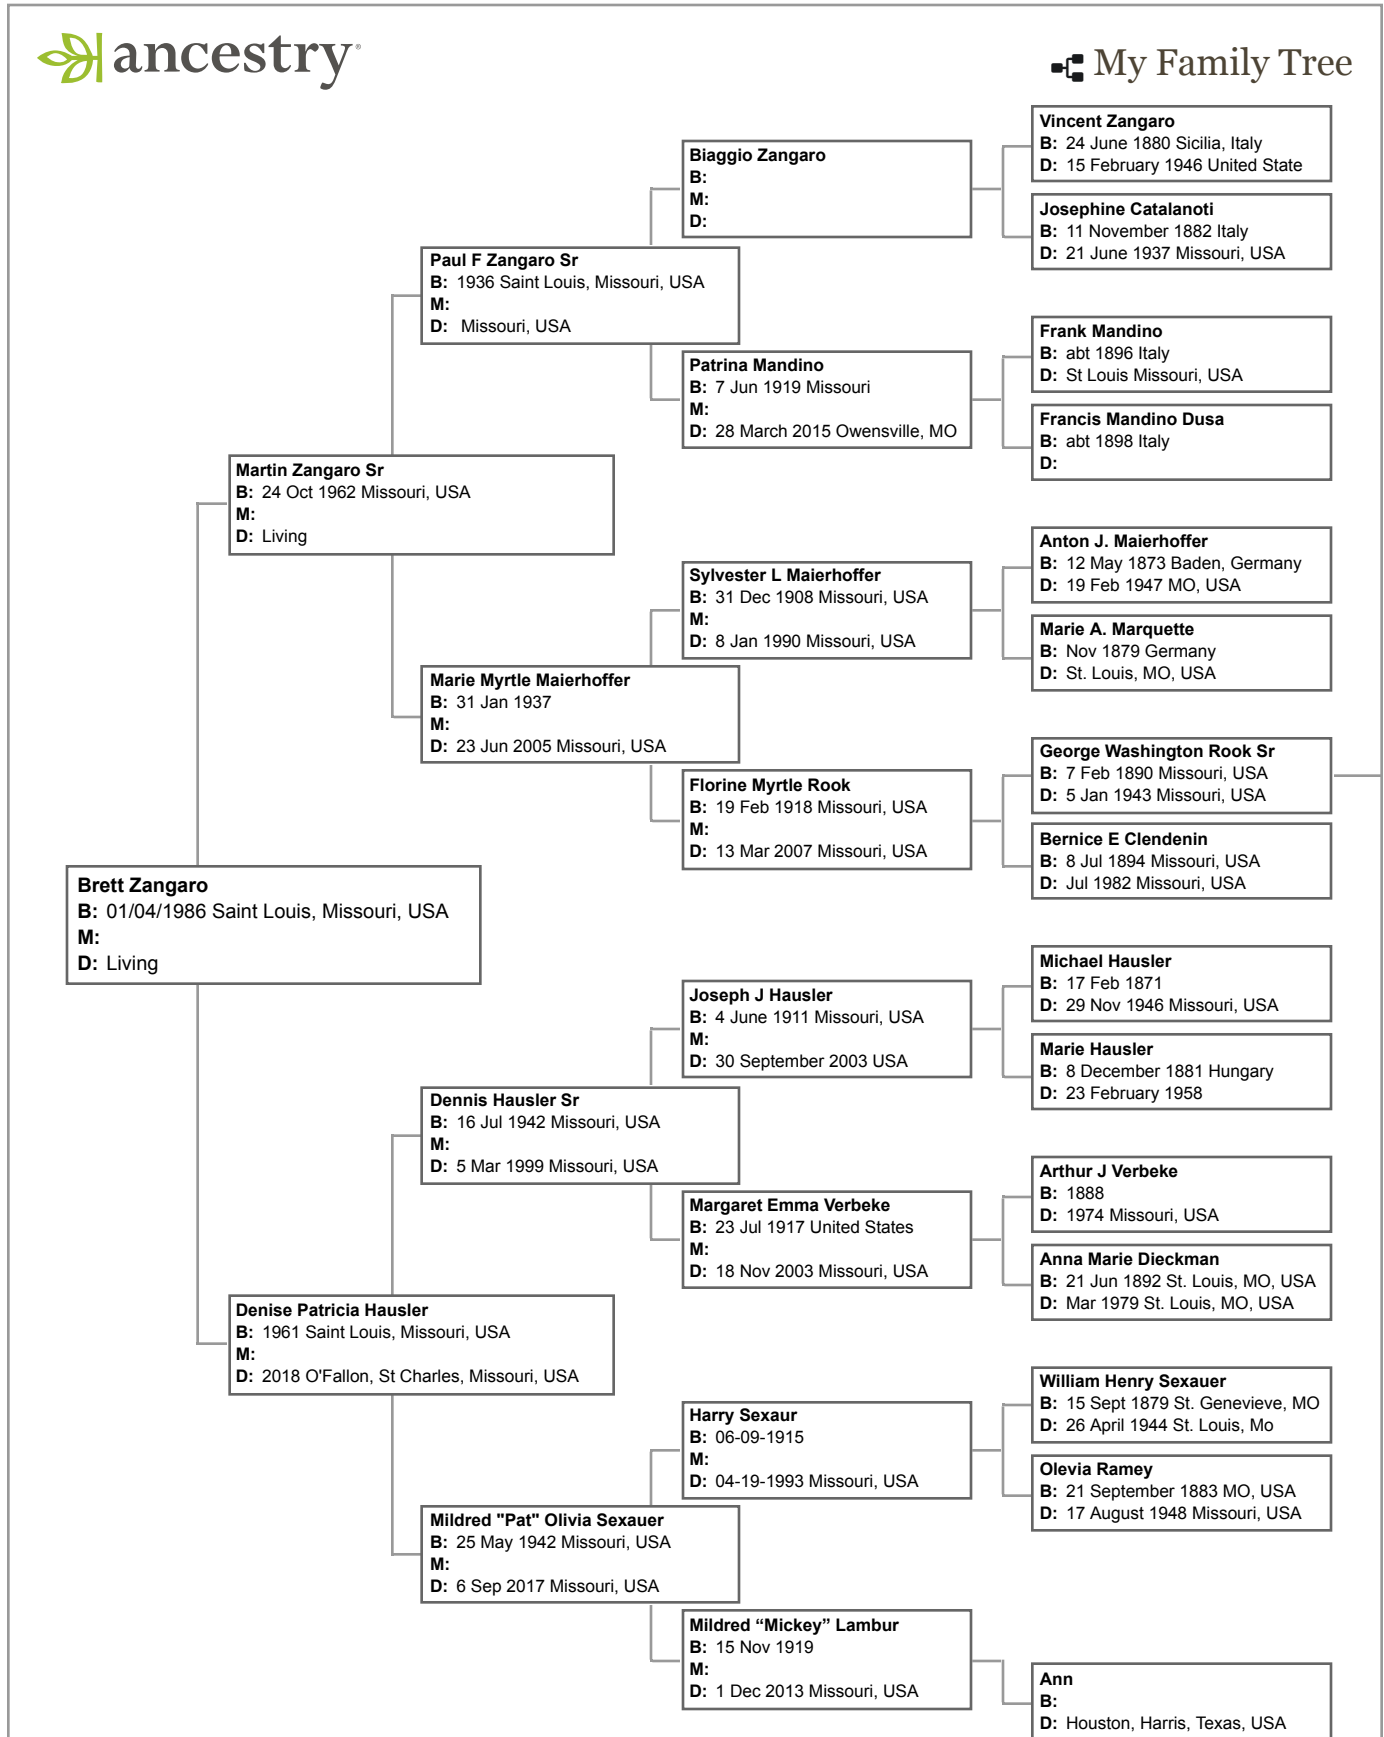 ancestry
My Family Tree
Vincent Zangaro
B: 24 June 1880 Sicilia, Italy
D: 15 February 1946 United State
Biaggio Zangaro
B:
M:
D:
Josephine Catalanoti
B: 11 November 1882 Italy
D: 21 June 1937 Missouri, USA
Paul F Zangaro Sr
B: 1936 Saint Louis, Missouri, USA
M:
D: Missouri, USA
Frank Mandino
B: abt 1896 Italy
D: St Louis Missouri, USA
Patrina Mandino
B: 7 Jun 1919 Missouri
M:
D: 28 March 2015 Owensville, MO
Francis Mandino Dusa
B: abt 1898 Italy
D:
Martin Zangaro Sr
B: 24 Oct 1962 Missouri, USA
M:
D: Living
Anton J. Maierhoffer
B: 12 May 1873 Baden, Germany
D: 19 Feb 1947 MO, USA
Sylvester L Maierhoffer
B: 31 Dec 1908 Missouri, USA
M:
D: 8 Jan 1990 Missouri, USA
Marie A. Marquette
B: Nov 1879 Germany
D: St. Louis, MO, USA
Marie Myrtle Maierhoffer
B: 31 Jan 1937
M:
D: 23 Jun 2005 Missouri, USA
George Washington Rook Sr
B: 7 Feb 1890 Missouri, USA
D: 5 Jan 1943 Missouri, USA
Florine Myrtle Rook
B: 19 Feb 1918 Missouri, USA
M:
D: 13 Mar 2007 Missouri, USA
Bernice E Clendenin
B: 8 Jul 1894 Missouri, USA
D: Jul 1982 Missouri, USA
Brett Zangaro
B: 01/04/1986 Saint Louis, Missouri, USA
M:
D: Living
Michael Hausler
B: 17 Feb 1871
D: 29 Nov 1946 Missouri, USA
Joseph J Hausler
B: 4 June 1911 Missouri, USA
M:
D: 30 September 2003 USA
Marie Hausler
B: 8 December 1881 Hungary
D: 23 February 1958
Dennis Hausler Sr
B: 16 Jul 1942 Missouri, USA
M:
D: 5 Mar 1999 Missouri, USA
Arthur J Verbeke
B: 1888
D: 1974 Missouri, USA
Margaret Emma Verbeke
B: 23 Jul 1917 United States
M:
D: 18 Nov 2003 Missouri, USA
Anna Marie Dieckman
B: 21 Jun 1892 St. Louis, MO, USA
D: Mar 1979 St. Louis, MO, USA
Denise Patricia Hausler
B: 1961 Saint Louis, Missouri, USA
M:
D: 2018 O'Fallon, St Charles, Missouri, USA
William Henry Sexauer
B: 15 Sept 1879 St. Genevieve, MO
D: 26 April 1944 St. Louis, Mo
Harry Sexaur
B: 06-09-1915
M:
D: 04-19-1993 Missouri, USA
Olevia Ramey
B: 21 September 1883 MO, USA
D: 17 August 1948 Missouri, USA
Mildred "Pat" Olivia Sexauer
B: 25 May 1942 Missouri, USA
M:
D: 6 Sep 2017 Missouri, USA
Mildred “Mickey” Lambur
B: 15 Nov 1919
M:
D: 1 Dec 2013 Missouri, USA
Ann
B:
D: Houston, Harris, Texas, USA